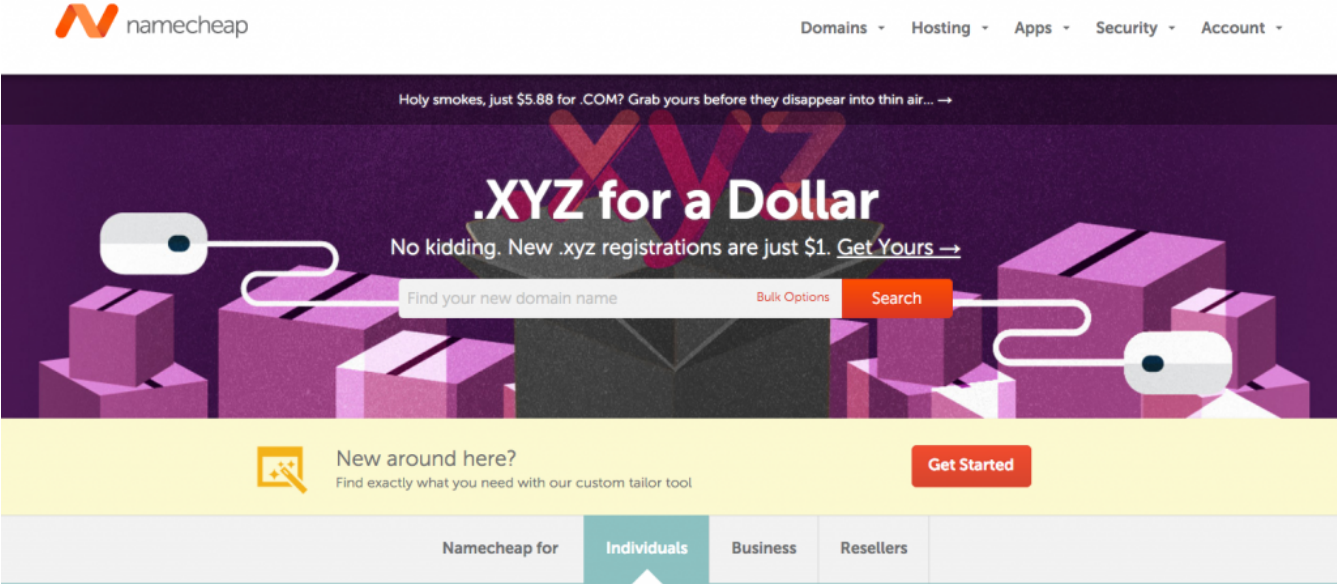 namecheap
Domains Hosting Apps Security Account
Holy smokes, just $5.88 for .COM? Grab yours before they disappear into thin air... →
xyz
.XYZ for a Dollar
No kidding. New .xyz registrations are just $1. Get Yours →
Find your new domain name Bulk Options Search
New around here?
Find exactly what you need with our custom tailor tool
Get Started
Namecheap for Individuals Business Resellers